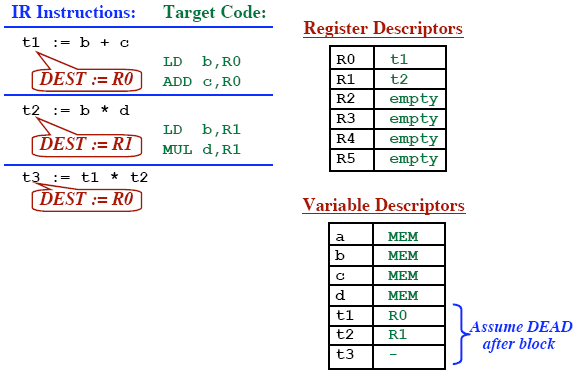 IR Instructions:
Target Code:
t1 := b + c
DEST := R0
LD b,R0
ADD c,R0
t2 := b * d
DEST := R1
LD b,R1
MUL d,R1
t3 := t1 * t2
DEST := R0
Register Descriptors
R0 t1
R1 t2
R2 empty
R3 empty
R4 empty
R5 empty
Variable Descriptors
a MEM
b MEM
c MEM
d MEM
t1 R0
t2 R1
t3 -
Assume DEAD
after block